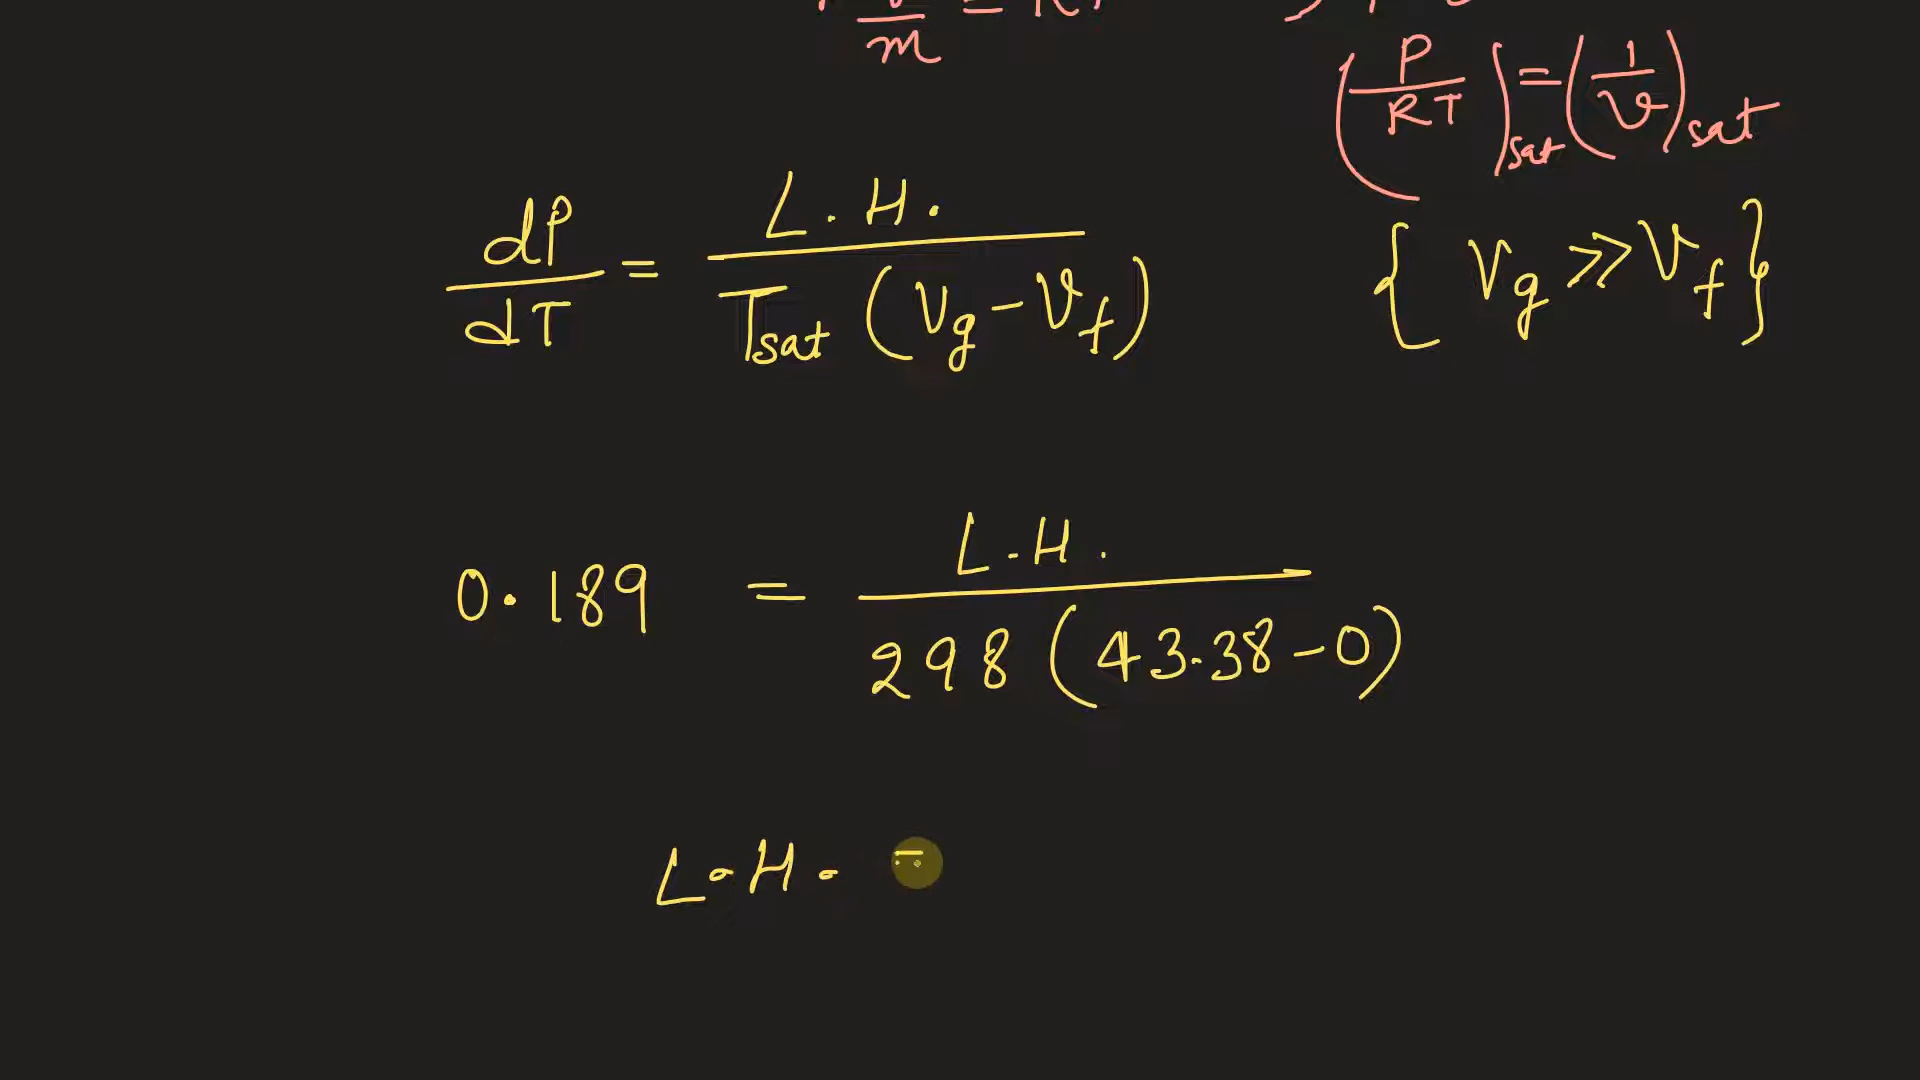 m
(P/RT)sat = (1/v)sat
dP/dT = L.H. / Tsat (Vg - Vf)
{ Vg >> Vf }
0.189 = L.H. / 298 (43.38 - 0)
L.H. =